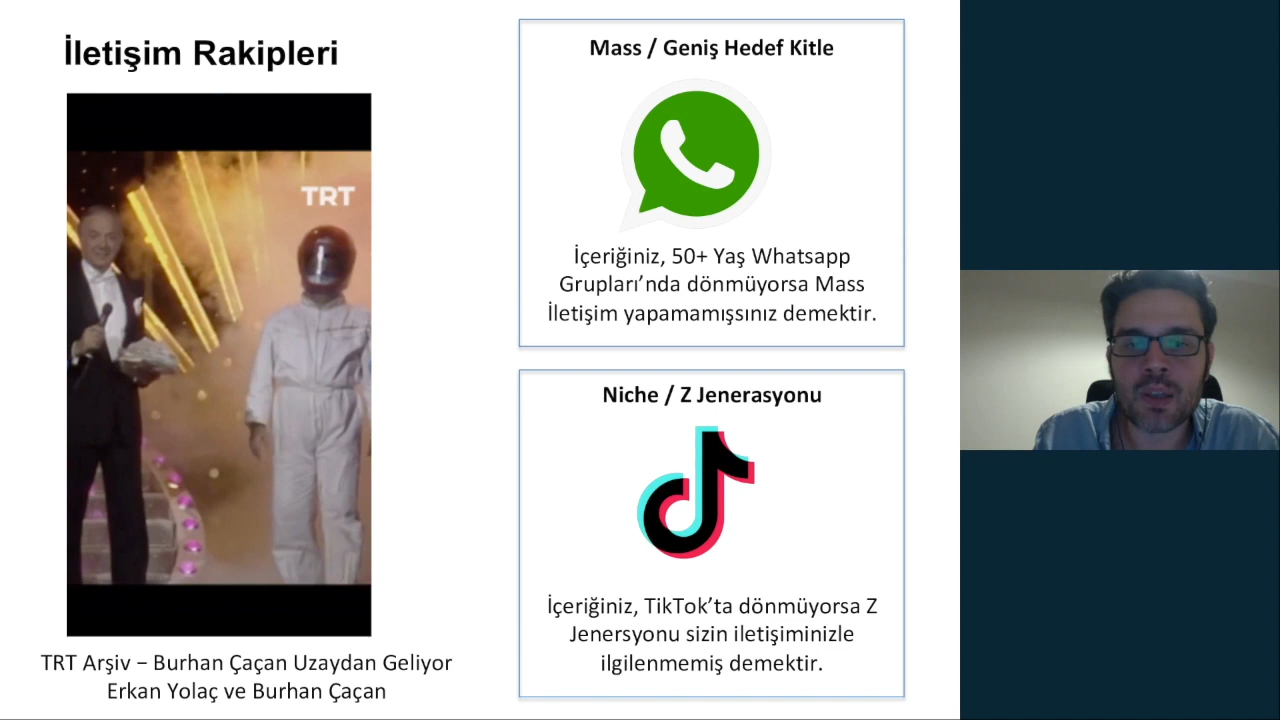 İletişim Rakipleri
TRT
TRT Arşiv – Burhan Çaçan Uzaydan Geliyor
Erkan Yolaç ve Burhan Çaçan
Mass / Geniş Hedef Kitle
İçeriğiniz, 50+ Yaş Whatsapp
Grupları’nda dönmüyorsa Mass
İletişim yapamamışsınız demektir.
Niche / Z Jenerasyonu
İçeriğiniz, TikTok’ta dönmüyorsa Z
Jenersyonu sizin iletişiminizle
ilgilenmemiş demektir.